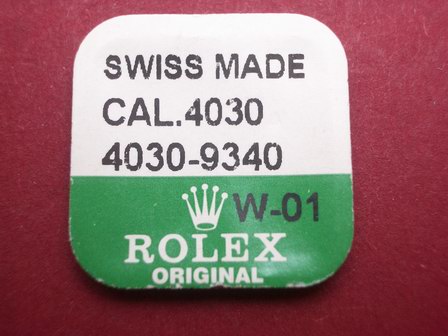 SWISS MADE
CAL.4030
4030-9340
W-01
ROLEX
ORIGINAL